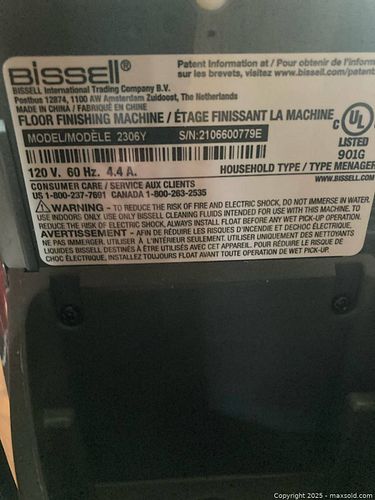 BISSELL®
Patent Information at / Pour obtenir de l'inform
sur les brevets, visitez www.bissell.com/patent
BISSELL International Trading Company B.V.
Postbus 12874, 1100 AW Amsterdam Zuidoost, The Netherlands
MADE IN CHINA / FABRIQUÉ EN CHINE
FLOOR FINISHING MACHINE / ÉTAGE FINISSANT LA MACHINE
MODEL/MODÈLE 2306Y S/N:2106600779E
C UL
LISTED
901G
120 V. 60 Hz. 4.4 A. HOUSEHOLD TYPE / TYPE MENAGER
CONSUMER CARE / SERVICE AUX CLIENTS WWW.BISSELL.COM
US 1-800-237-7691 CANADA 1-800-263-2535
WARNING - TO REDUCE THE RISK OF FIRE AND ELECTRIC SHOCK, DO NOT IMMERSE IN WATER.
USE INDOORS ONLY. USE ONLY BISSELL CLEANING FLUIDS INTENDED FOR USE WITH THIS MACHINE. TO
REDUCE THE RISK OF ELECTRIC SHOCK, ALWAYS INSTALL FLOAT BEFORE ANY WET PICK-UP OPERATION.
AVERTISSEMENT - AFIN DE RÉDUIRE LES RISQUES D'INCENDIE ET DECHOC ÉLECTRIQUE,
NE PAS IMMERGER. UTILISER À L'INTÉRIEUR SEULEMENT. UTILISER UNIQUEMENT DES NETTOYANTS
LIQUIDES BISSELL DESTINÉS À ÊTRE UTILISÉS AVEC CET APPAREIL. POUR RÉDUIRE LE RISQUE DE
CHOC ÉLECTRIQUE, INSTALLEZ TOUJOURS FLOAT AVANT TOUTE OPERATION DE WET PICK-UP.
Copyright 2025 - maxsold.com